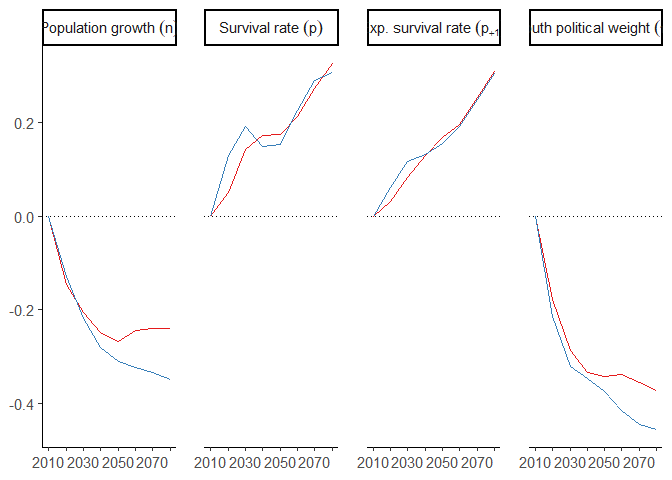 Population growth (n)
Survival rate (p)
xp. survival rate (p+1
uth political weight (
0.2
0.0
-0.2
-0.4
2010 2030 2050 2070
2010 2030 2050 2070
2010 2030 2050 2070
2010 2030 2050 2070